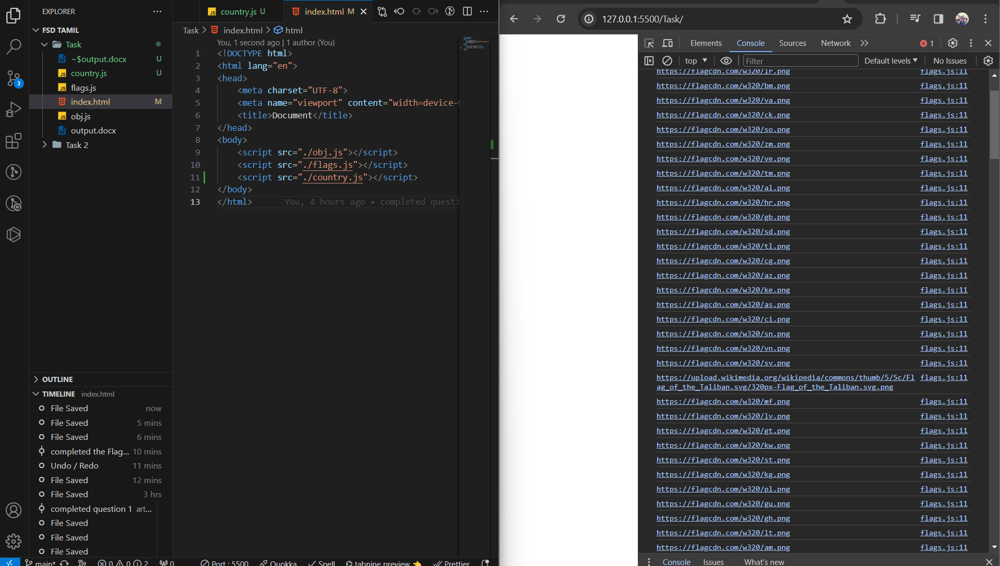 EXPLORER
FSD TAMIL
Task
~$output.docx U
country.js U
flags.js
index.html M
obj.js
output.docx
Task 2
OUTLINE
TIMELINE index.html
File Saved now
File Saved 5 mins
File Saved 6 mins
completed the Flag... 10 mins
Undo / Redo 11 mins
File Saved 12 mins
File Saved 3 hrs
completed question 1 art...
File Saved
File Saved
File Saved
3
country.js U
index.html M
Task > index.html > html
You, 1 second ago | 1 author (You)
1 <!DOCTYPE html>
2 <html lang="en">
3 <head>
4 <meta charset="UTF-8">
5 <meta name="viewport" content="width=device-
6 <title>Document</title>
7 </head>
8 <body>
9 <script src="./obj.js"></script>
10 <script src="./flags.js"></script>
11 <script src="./country.js"></script>
12 </body>
13 </html> You, 4 hours ago • completed questi
main* 0 0 2 0 Port : 5500 Quokka Spell tabnine preview Prettier
127.0.0.1:5500/Task/
Elements Console Sources Network 1
top Filter Default levels No Issues
https://flagcdn.com/w320/lr.png flags.js:11
https://flagcdn.com/w320/bm.png flags.js:11
https://flagcdn.com/w320/va.png flags.js:11
https://flagcdn.com/w320/ck.png flags.js:11
https://flagcdn.com/w320/so.png flags.js:11
https://flagcdn.com/w320/zm.png flags.js:11
https://flagcdn.com/w320/ve.png flags.js:11
https://flagcdn.com/w320/tm.png flags.js:11
https://flagcdn.com/w320/al.png flags.js:11
https://flagcdn.com/w320/hr.png flags.js:11
https://flagcdn.com/w320/gb.png flags.js:11
https://flagcdn.com/w320/sd.png flags.js:11
https://flagcdn.com/w320/tl.png flags.js:11
https://flagcdn.com/w320/cg.png flags.js:11
https://flagcdn.com/w320/az.png flags.js:11
https://flagcdn.com/w320/ke.png flags.js:11
https://flagcdn.com/w320/as.png flags.js:11
https://flagcdn.com/w320/ci.png flags.js:11
https://flagcdn.com/w320/sn.png flags.js:11
https://flagcdn.com/w320/vn.png flags.js:11
https://flagcdn.com/w320/sv.png flags.js:11
https://upload.wikimedia.org/wikipedia/commons/thumb/5/5c/Fl flags.js:11
ag_of_the_Taliban.svg/320px-Flag_of_the_Taliban.svg.png
https://flagcdn.com/w320/mf.png flags.js:11
https://flagcdn.com/w320/lv.png flags.js:11
https://flagcdn.com/w320/gt.png flags.js:11
https://flagcdn.com/w320/kw.png flags.js:11
https://flagcdn.com/w320/st.png flags.js:11
https://flagcdn.com/w320/kg.png flags.js:11
https://flagcdn.com/w320/pl.png flags.js:11
https://flagcdn.com/w320/gu.png flags.js:11
https://flagcdn.com/w320/gh.png flags.js:11
https://flagcdn.com/w320/lt.png flags.js:11
https://flagcdn.com/w320/am.png flags.js:11
Console Issues What's new